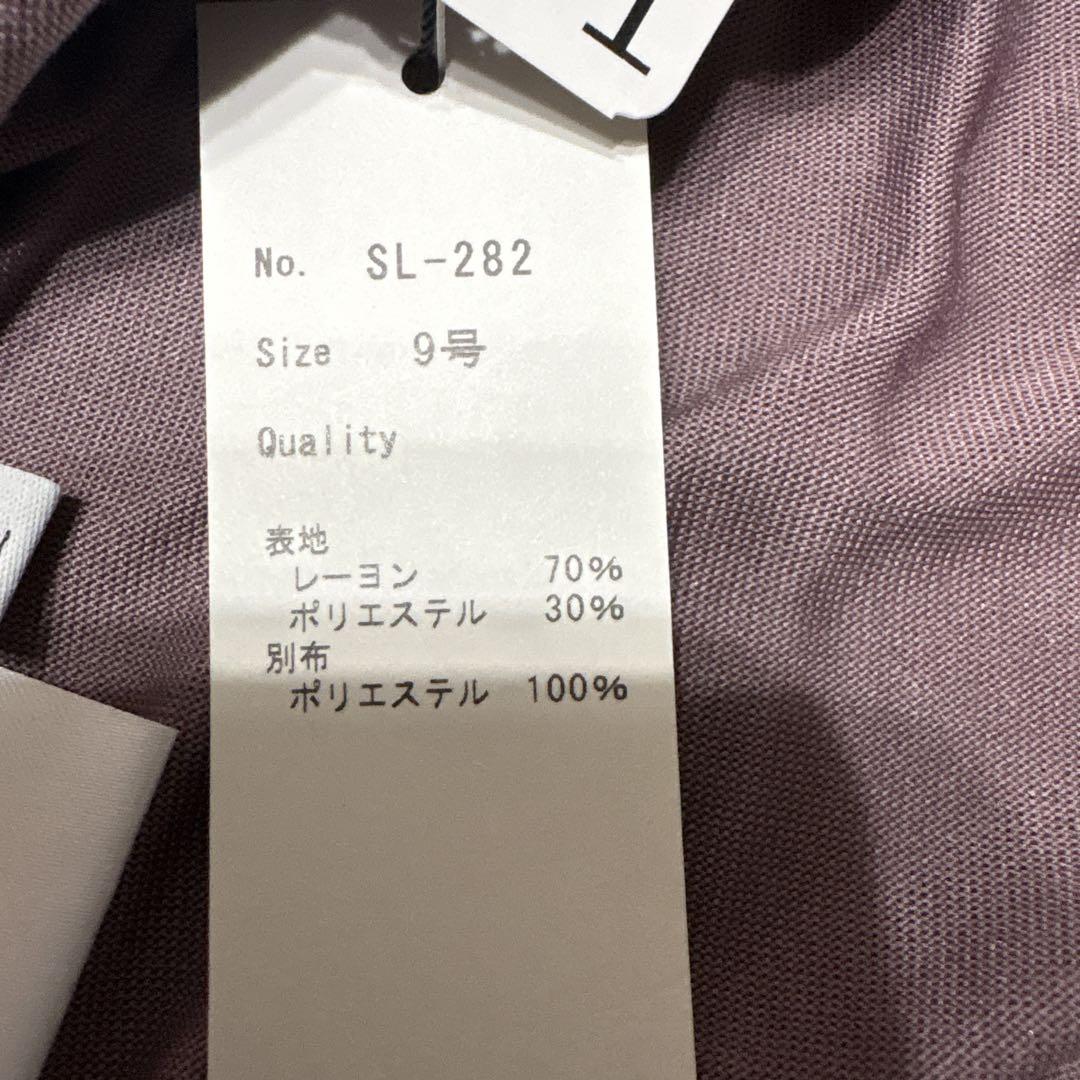 No. SL-282
Size 9号
Quality
表地
レーヨン 70%
ポリエステル 30%
別布
ポリエステル 100%